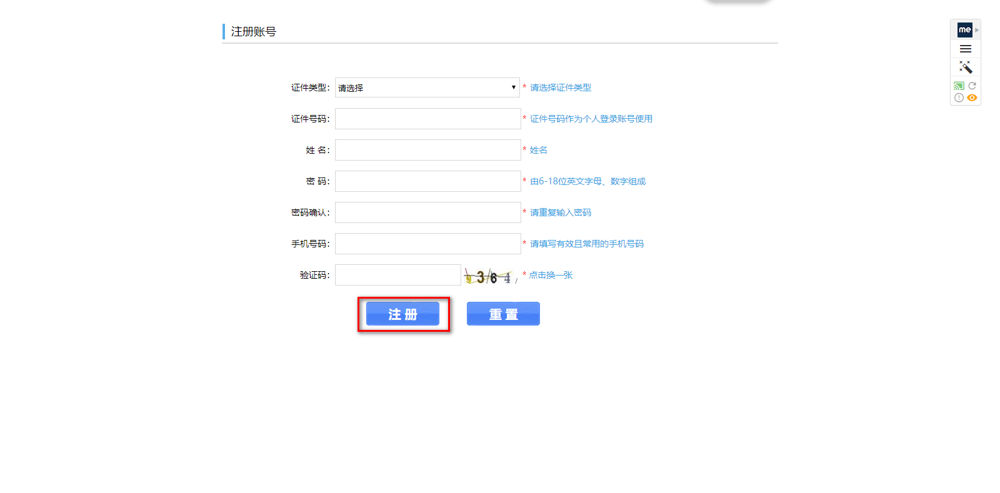 注册账号
me
证件类型： 请选择 * 请选择证件类型
证件号码： * 证件号码作为个人登录账号使用
姓 名： * 姓名
密 码： * 由6-18位英文字母、数字组成
密码确认： * 请重复输入密码
手机号码： * 请填写有效且常用的手机号码
验证码： 9364 * 点击换一张
注 册 重 置